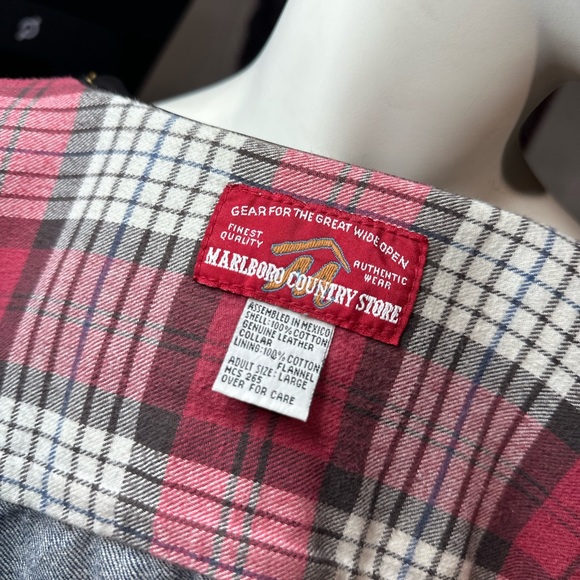 GEAR FOR THE GREAT WIDE OPEN
FINEST
QUALITY
AUTHENTIC
WEAR
M
MARLBORO COUNTRY STORE
ASSEMBLED IN MEXICO
SHELL:100% COTTON
GENUINE LEATHER
COLLAR
LINING:100% COTTON
FLANNEL
ADULT SIZE: LARGE
MCS 265
OVER FOR CARE